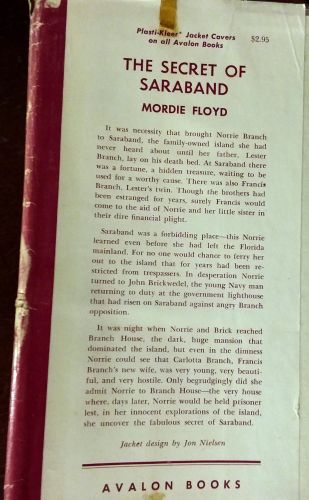 Plasti-Kleer® Jacket Covers
on all Avalon Books
$2.95
THE SECRET OF
SARABAND
MORDIE FLOYD
It was necessity that brought Norrie Branch
to Saraband, the family-owned island she had
never heard about until her father, Lester
Branch, lay on his death bed. At Saraband there
was a fortune, a hidden treasure, waiting to be
used for a worthy cause. There was also Francis
Branch, Lester's twin. Though the brothers had
been estranged for years, surely Francis would
come to the aid of Norrie and her little sister in
their dire financial plight.
Saraband was a forbidding place—this Norrie
learned even before she had left the Florida
mainland. For no one would chance to ferry her
out to the island that for years had been re-
stricted from trespassers. In desperation Norrie
turned to John Brickwedel, the young Navy man
returning to duty at the government lighthouse
that had risen on Saraband against angry Branch
opposition.
It was night when Norrie and Brick reached
Branch House, the dark, huge mansion that
dominated the island, but even in the dimness
Norrie could see that Carlotta Branch, Francis
Branch's new wife, was very young, very beauti-
ful, and very hostile. Only begrudgingly did she
admit Norrie to Branch House—the very house
where, days later, Norrie would be held prisoner
lest, in her innocent explorations of the island,
she uncover the fabulous secret of Saraband.
Jacket design by Jon Nielsen
AVALON BOOKS